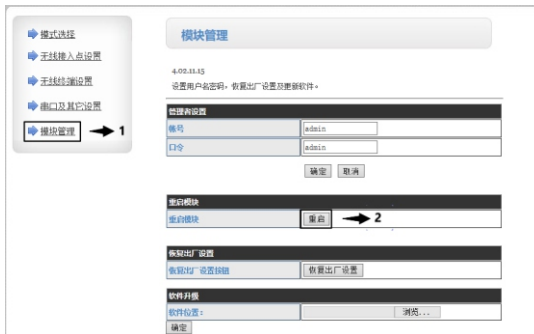 模式选择
无线接入点设置
无线终端设置
串口及其它设置
模块管理
1
模块管理
4.02.11.15
设置用户名密码，恢复出厂设置及更新软件。
管理者设置
帐号 admin
口令 admin
确定 取消
重启模块
重启模块 重启 2
恢复出厂设置
恢复出厂设置按钮 恢复出厂设置
软件升级
软件位置： 浏览...
确定